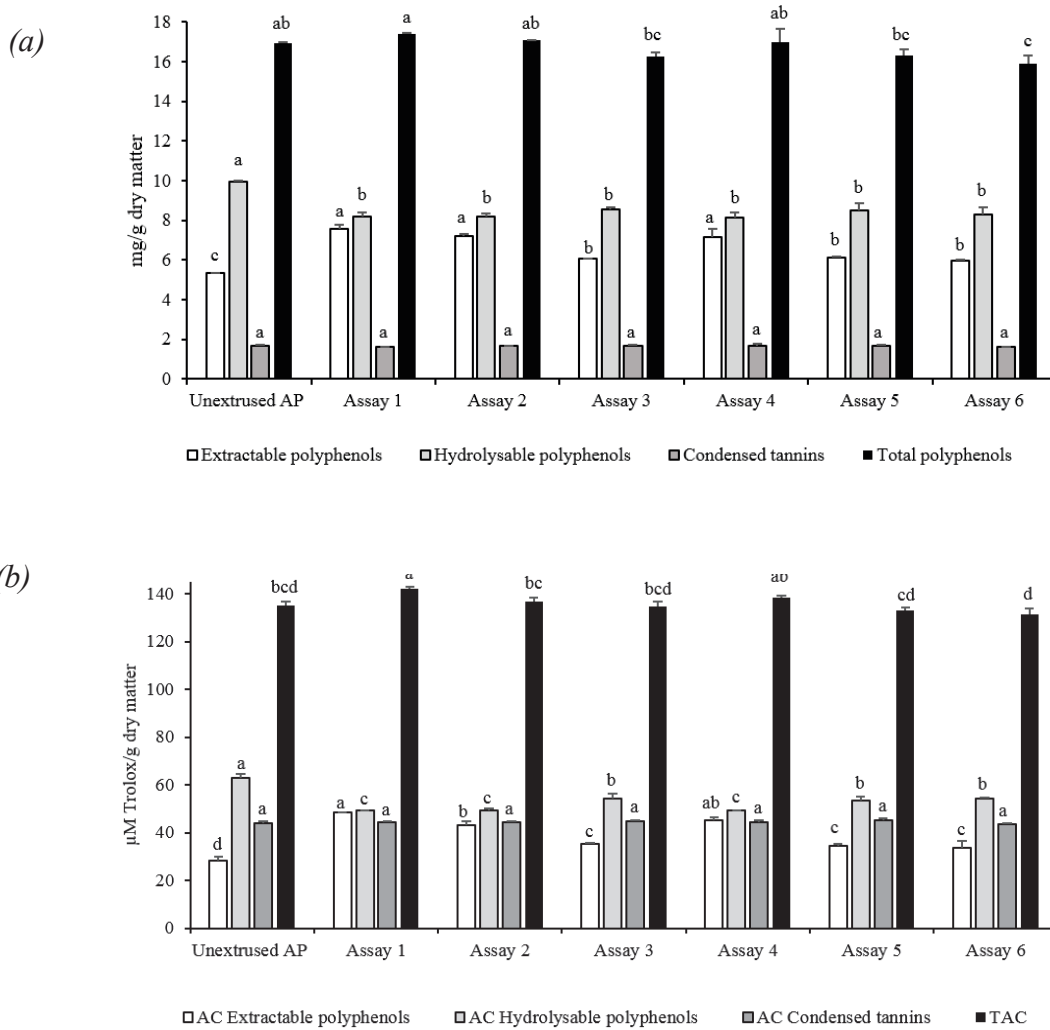 (a)
mg/g dry matter
18
16
14
12
10
8
6
4
2
0
c a a ab
a b a a
a b a ab
b b a bc
a b a ab
b b a bc
b b a c
Unextrused AP Assay 1 Assay 2 Assay 3 Assay 4 Assay 5 Assay 6
Extractable polyphenols Hydrolysable polyphenols Condensed tannins Total polyphenols
(b)
µM Trolox/g dry matter
140
120
100
80
60
40
20
0
d a a bcd
a c a a
b c a bc
c b a bcd
ab c a ab
c b a cd
c b a d
Unextrused AP Assay 1 Assay 2 Assay 3 Assay 4 Assay 5 Assay 6
AC Extractable polyphenols AC Hydrolysable polyphenols AC Condensed tannins TAC